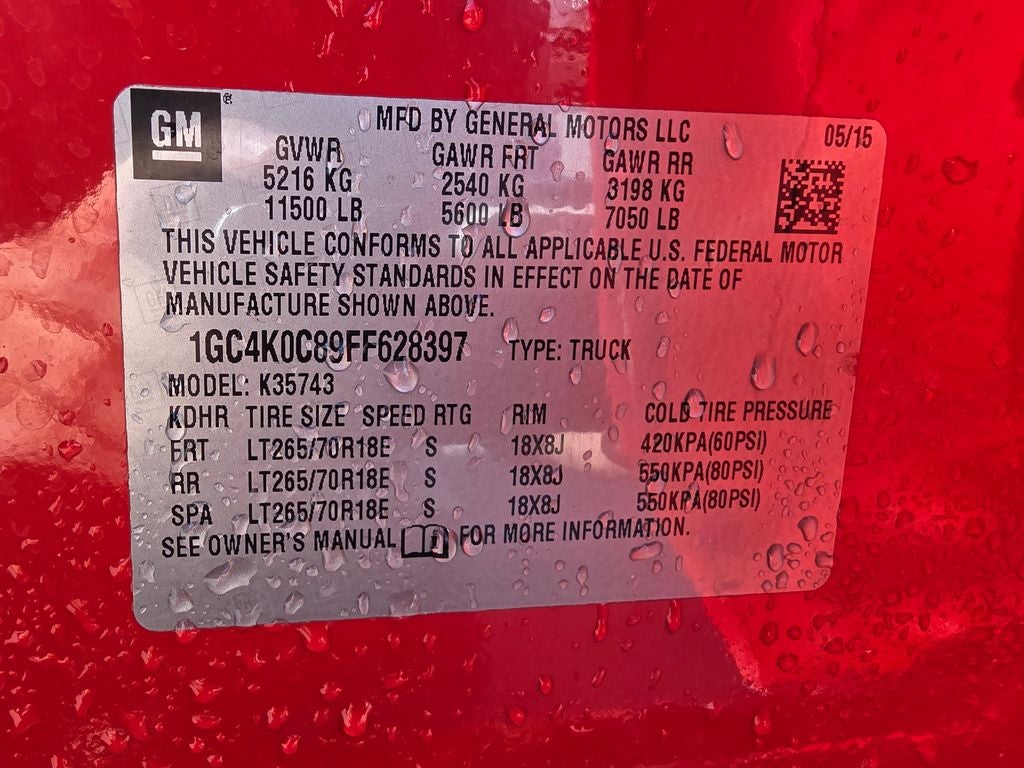 GM
MFD BY GENERAL MOTORS LLC 05/15
GVWR GAWR FRT GAWR RR
5216 KG 2540 KG 3198 KG
11500 LB 5600 LB 7050 LB
THIS VEHICLE CONFORMS TO ALL APPLICABLE U.S. FEDERAL MOTOR
VEHICLE SAFETY STANDARDS IN EFFECT ON THE DATE OF
MANUFACTURE SHOWN ABOVE.
1GC4K0C89FF628397 TYPE: TRUCK
MODEL: K35743
KDHR TIRE SIZE SPEED RTG RIM COLD TIRE PRESSURE
FRT LT265/70R18E S 18X8J 420KPA(60PSI)
RR LT265/70R18E S 18X8J 550KPA(80PSI)
SPA LT265/70R18E S 18X8J 550KPA(80PSI)
SEE OWNER'S MANUAL FOR MORE INFORMATION.